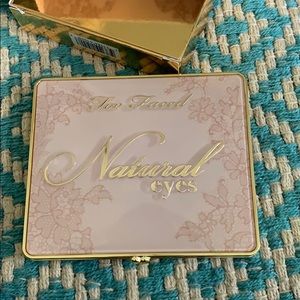 Too Faced
Natural
eyes